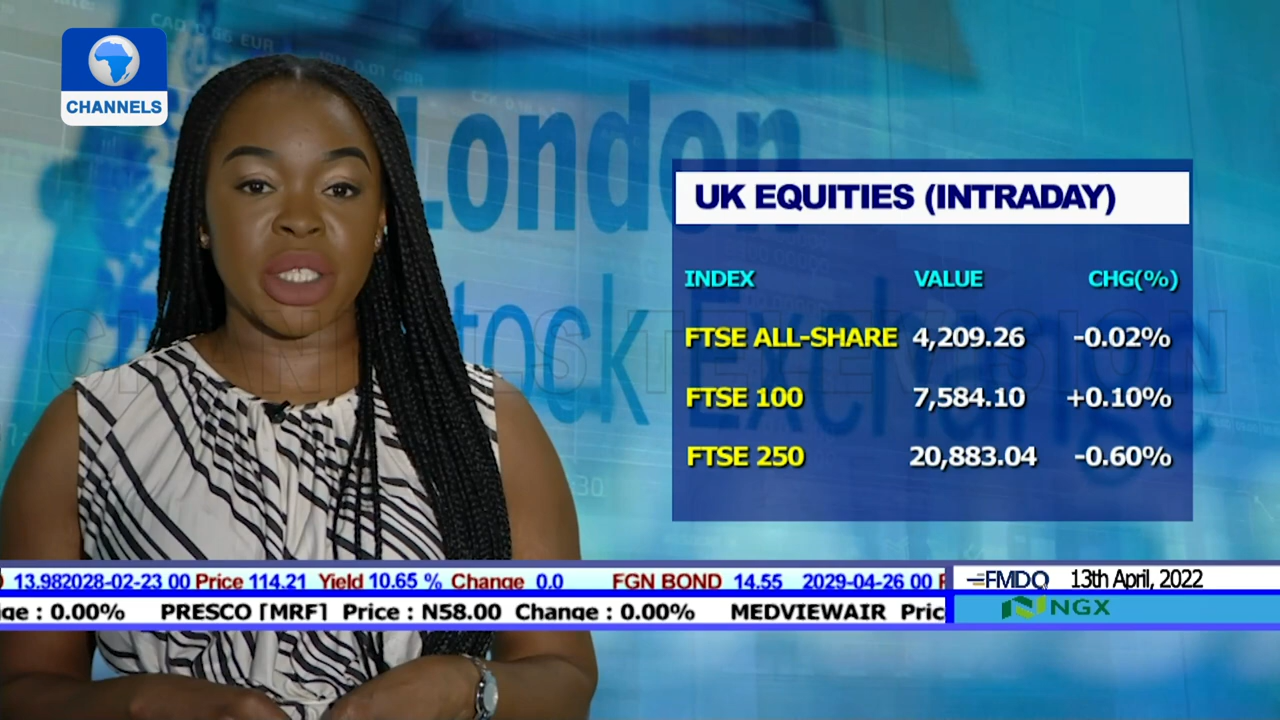 CHANNELS
London
Stock Exchange
CHANNELS TELEVISION
UK EQUITIES (INTRADAY)
INDEX VALUE CHG(%)
FTSE ALL-SHARE 4,209.26 -0.02%
FTSE 100 7,584.10 +0.10%
FTSE 250 20,883.04 -0.60%
13.982028-02-23 00 Price 114.21 Yield 10.65 % Change 0.0 FGN BOND 14.55 2029-04-26 00
FMDQ 13th April, 2022
ge : 0.00% PRESCO [MRF] Price : N58.00 Change : 0.00% MEDVIEWAIR Pric
NGX